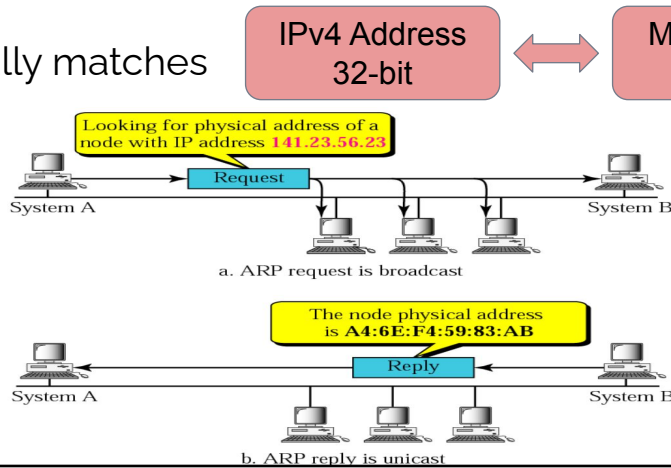 lly matches
IPv4 Address
32-bit
M
Looking for physical address of a
node with IP address 141.23.56.23
Request
System A
System B
a. ARP request is broadcast
The node physical address
is A4:6E:F4:59:83:AB
Reply
System A
System B
b. ARP reply is unicast